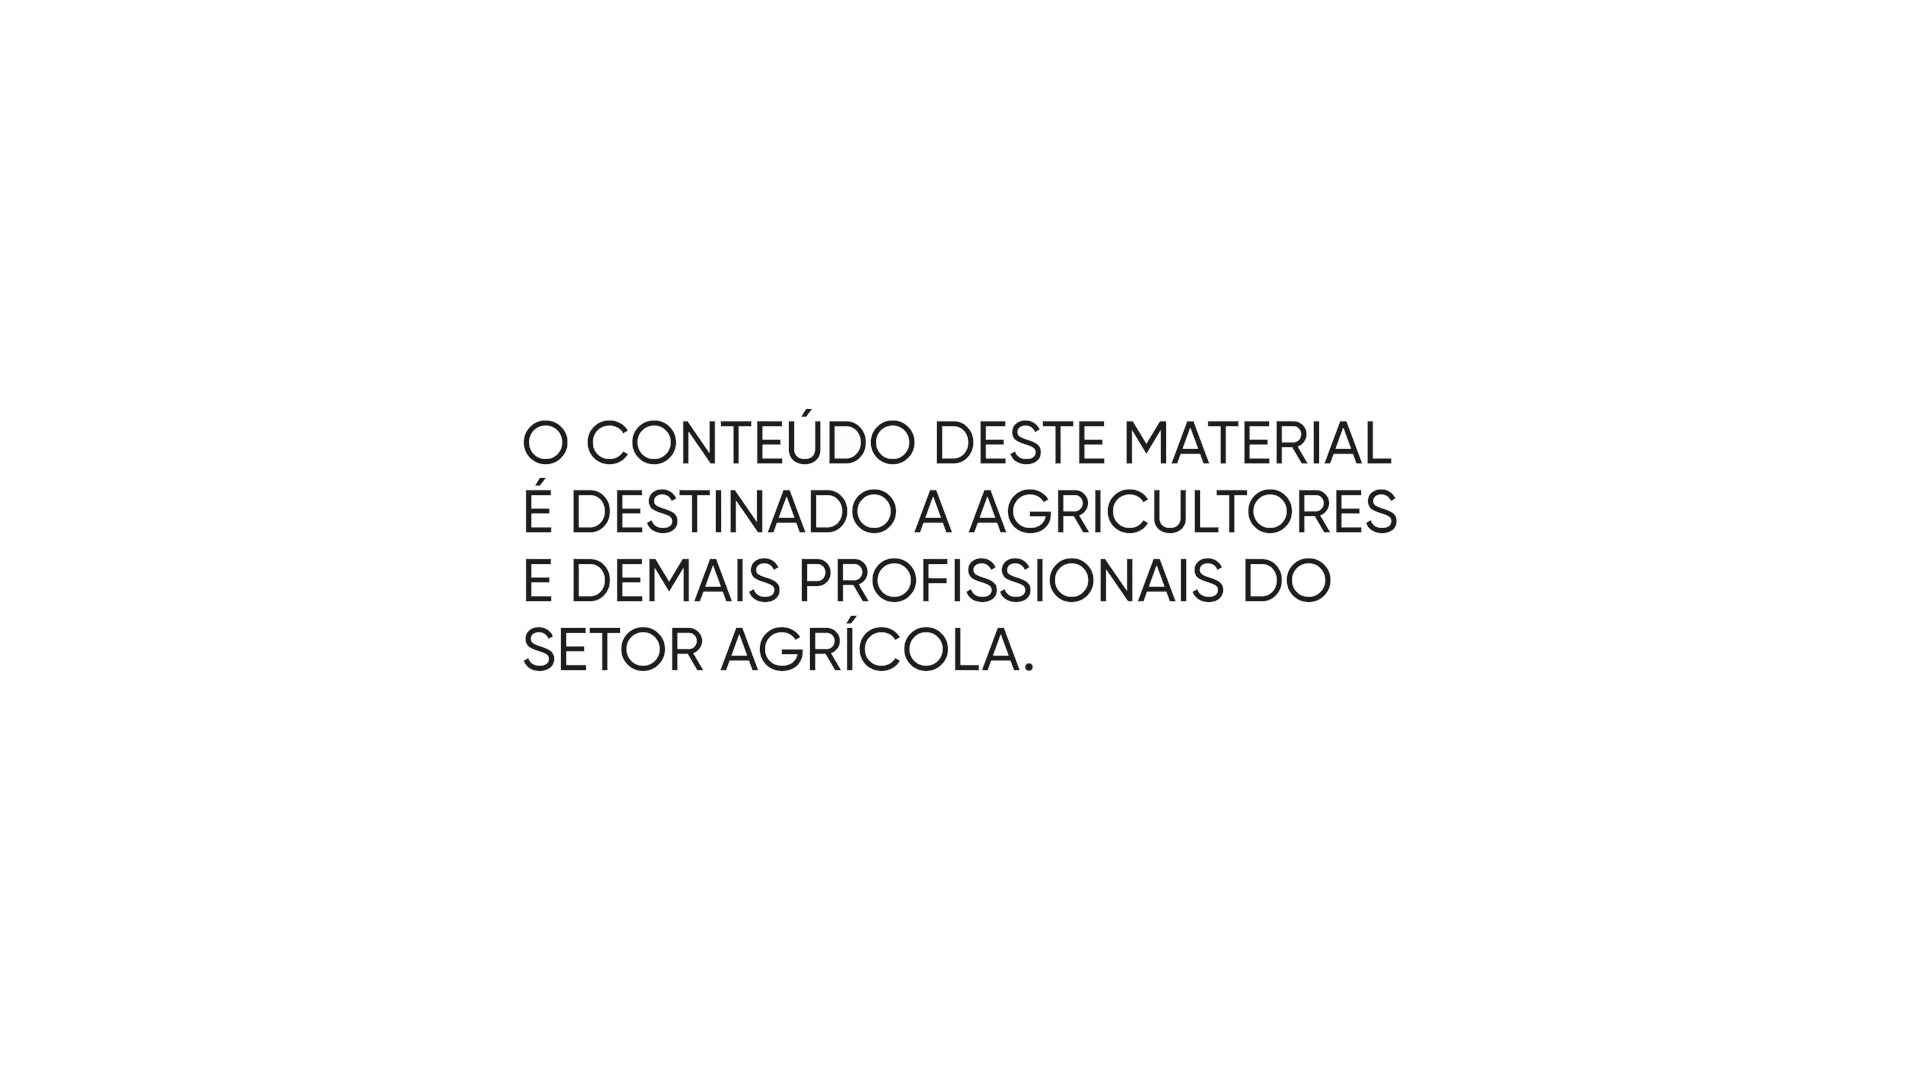 O CONTEÚDO DESTE MATERIAL
É DESTINADO A AGRICULTORES
E DEMAIS PROFISSIONAIS DO
SETOR AGRÍCOLA.